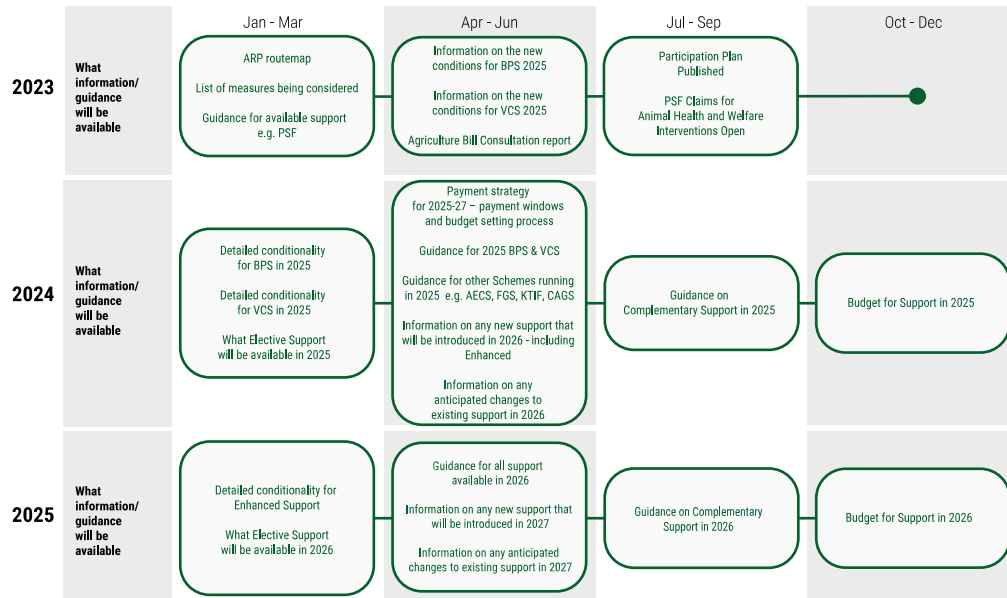 Jan - Mar
Apr - Jun
Jul - Sep
Oct - Dec
2023
What
information/
guidance
will be
available
ARP routemap
List of measures being considered
Guidance for available support
e.g. PSF
Information on the new
conditions for BPS 2025
Information on the new
conditions for VCS 2025
Agriculture Bill Consultation report
Participation Plan
Published
PSF Claims for
Animal Health and Welfare
Interventions Open
2024
What
information/
guidance
will be
available
Detailed conditionality
for BPS in 2025
Detailed conditionality
for VCS in 2025
What Elective Support
will be available in 2025
Payment strategy
for 2025-27 – payment windows
and budget setting process
Guidance for 2025 BPS & VCS
Guidance for other Schemes running
in 2025 e.g. AECS, FGS, KTIF, CAGS
Information on any new support that
will be introduced in 2026 - including
Enhanced
Information on any
anticipated changes to
existing support in 2026
Guidance on
Complementary Support in 2025
Budget for Support in 2025
2025
What
information/
guidance
will be
available
Detailed conditionality for
Enhanced Support
What Elective Support
will be available in 2026
Guidance for all support
available in 2026
Information on any new support that
will be introduced in 2027
Information on any anticipated
changes to existing support in 2027
Guidance on Complementary
Support in 2026
Budget for Support in 2026